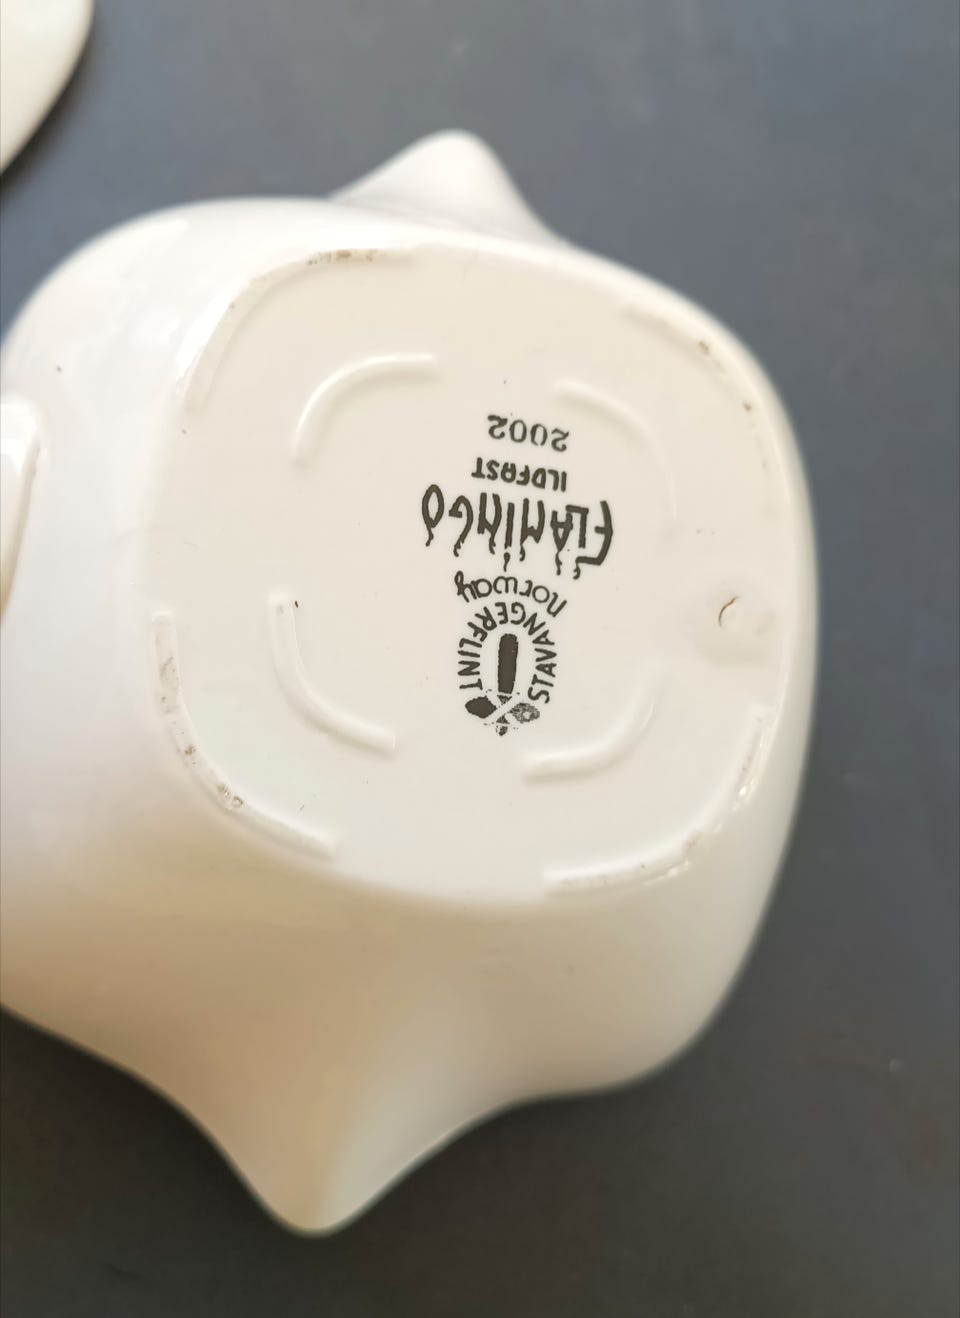 STAVANGERFLINT
norway
FLAMINGO
ILDFAST
2002